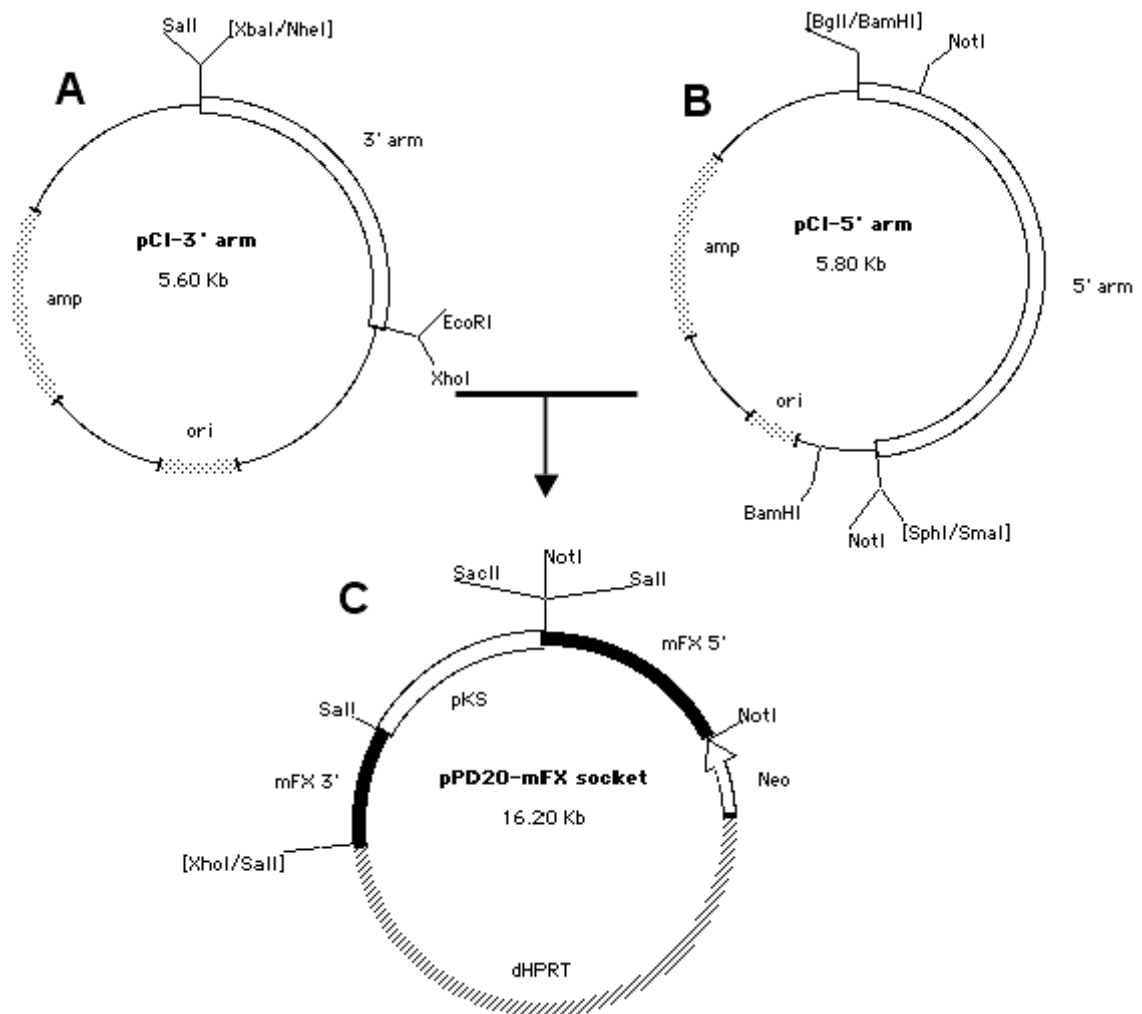 SalI
[XbaI/NheI]
A
3' arm
pCI-3' arm
5.60 Kb
amp
EcoRI
XhoI
ori
[BglI/BamHI]
NotI
B
pCI-5' arm
5.80 Kb
amp
5' arm
ori
BamHI
NotI
[SphI/SmaI]
C
NotI
SacII
SalI
mFX 5'
pKS
SalI
NotI
mFX 3'
pPD20-mFX socket
Neo
16.20 Kb
[XhoI/SalI]
dHPRT